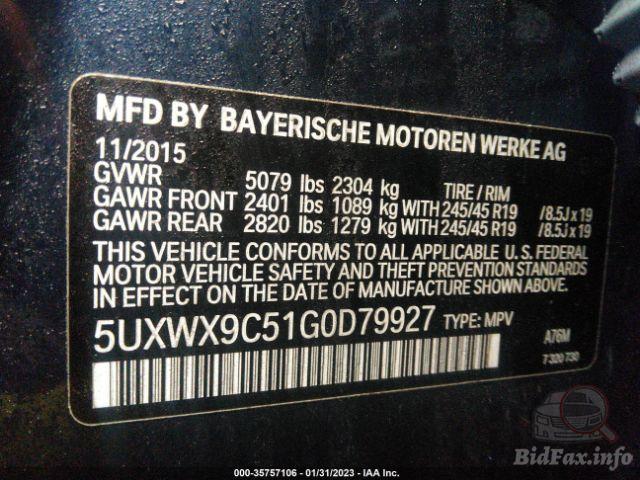 MFD BY BAYERISCHE MOTOREN WERKE AG
11/2015
GVWR 5079 lbs 2304 kg TIRE / RIM
GAWR FRONT 2401 lbs 1089 kg WITH 245/45 R19 /8.5J x 19
GAWR REAR 2820 lbs 1279 kg WITH 245/45 R19 /8.5J x 19
THIS VEHICLE CONFORMS TO ALL APPLICABLE U.S. FEDERAL
MOTOR VEHICLE SAFETY AND THEFT PREVENTION STANDARDS
IN EFFECT ON THE DATE OF MANUFACTURE SHOWN ABOVE.
5UXWX9C51G0D79927 TYPE: MPV
A76M
7 320 730
BidFax.info
000-35757106 - 01/31/2023 - IAA Inc.